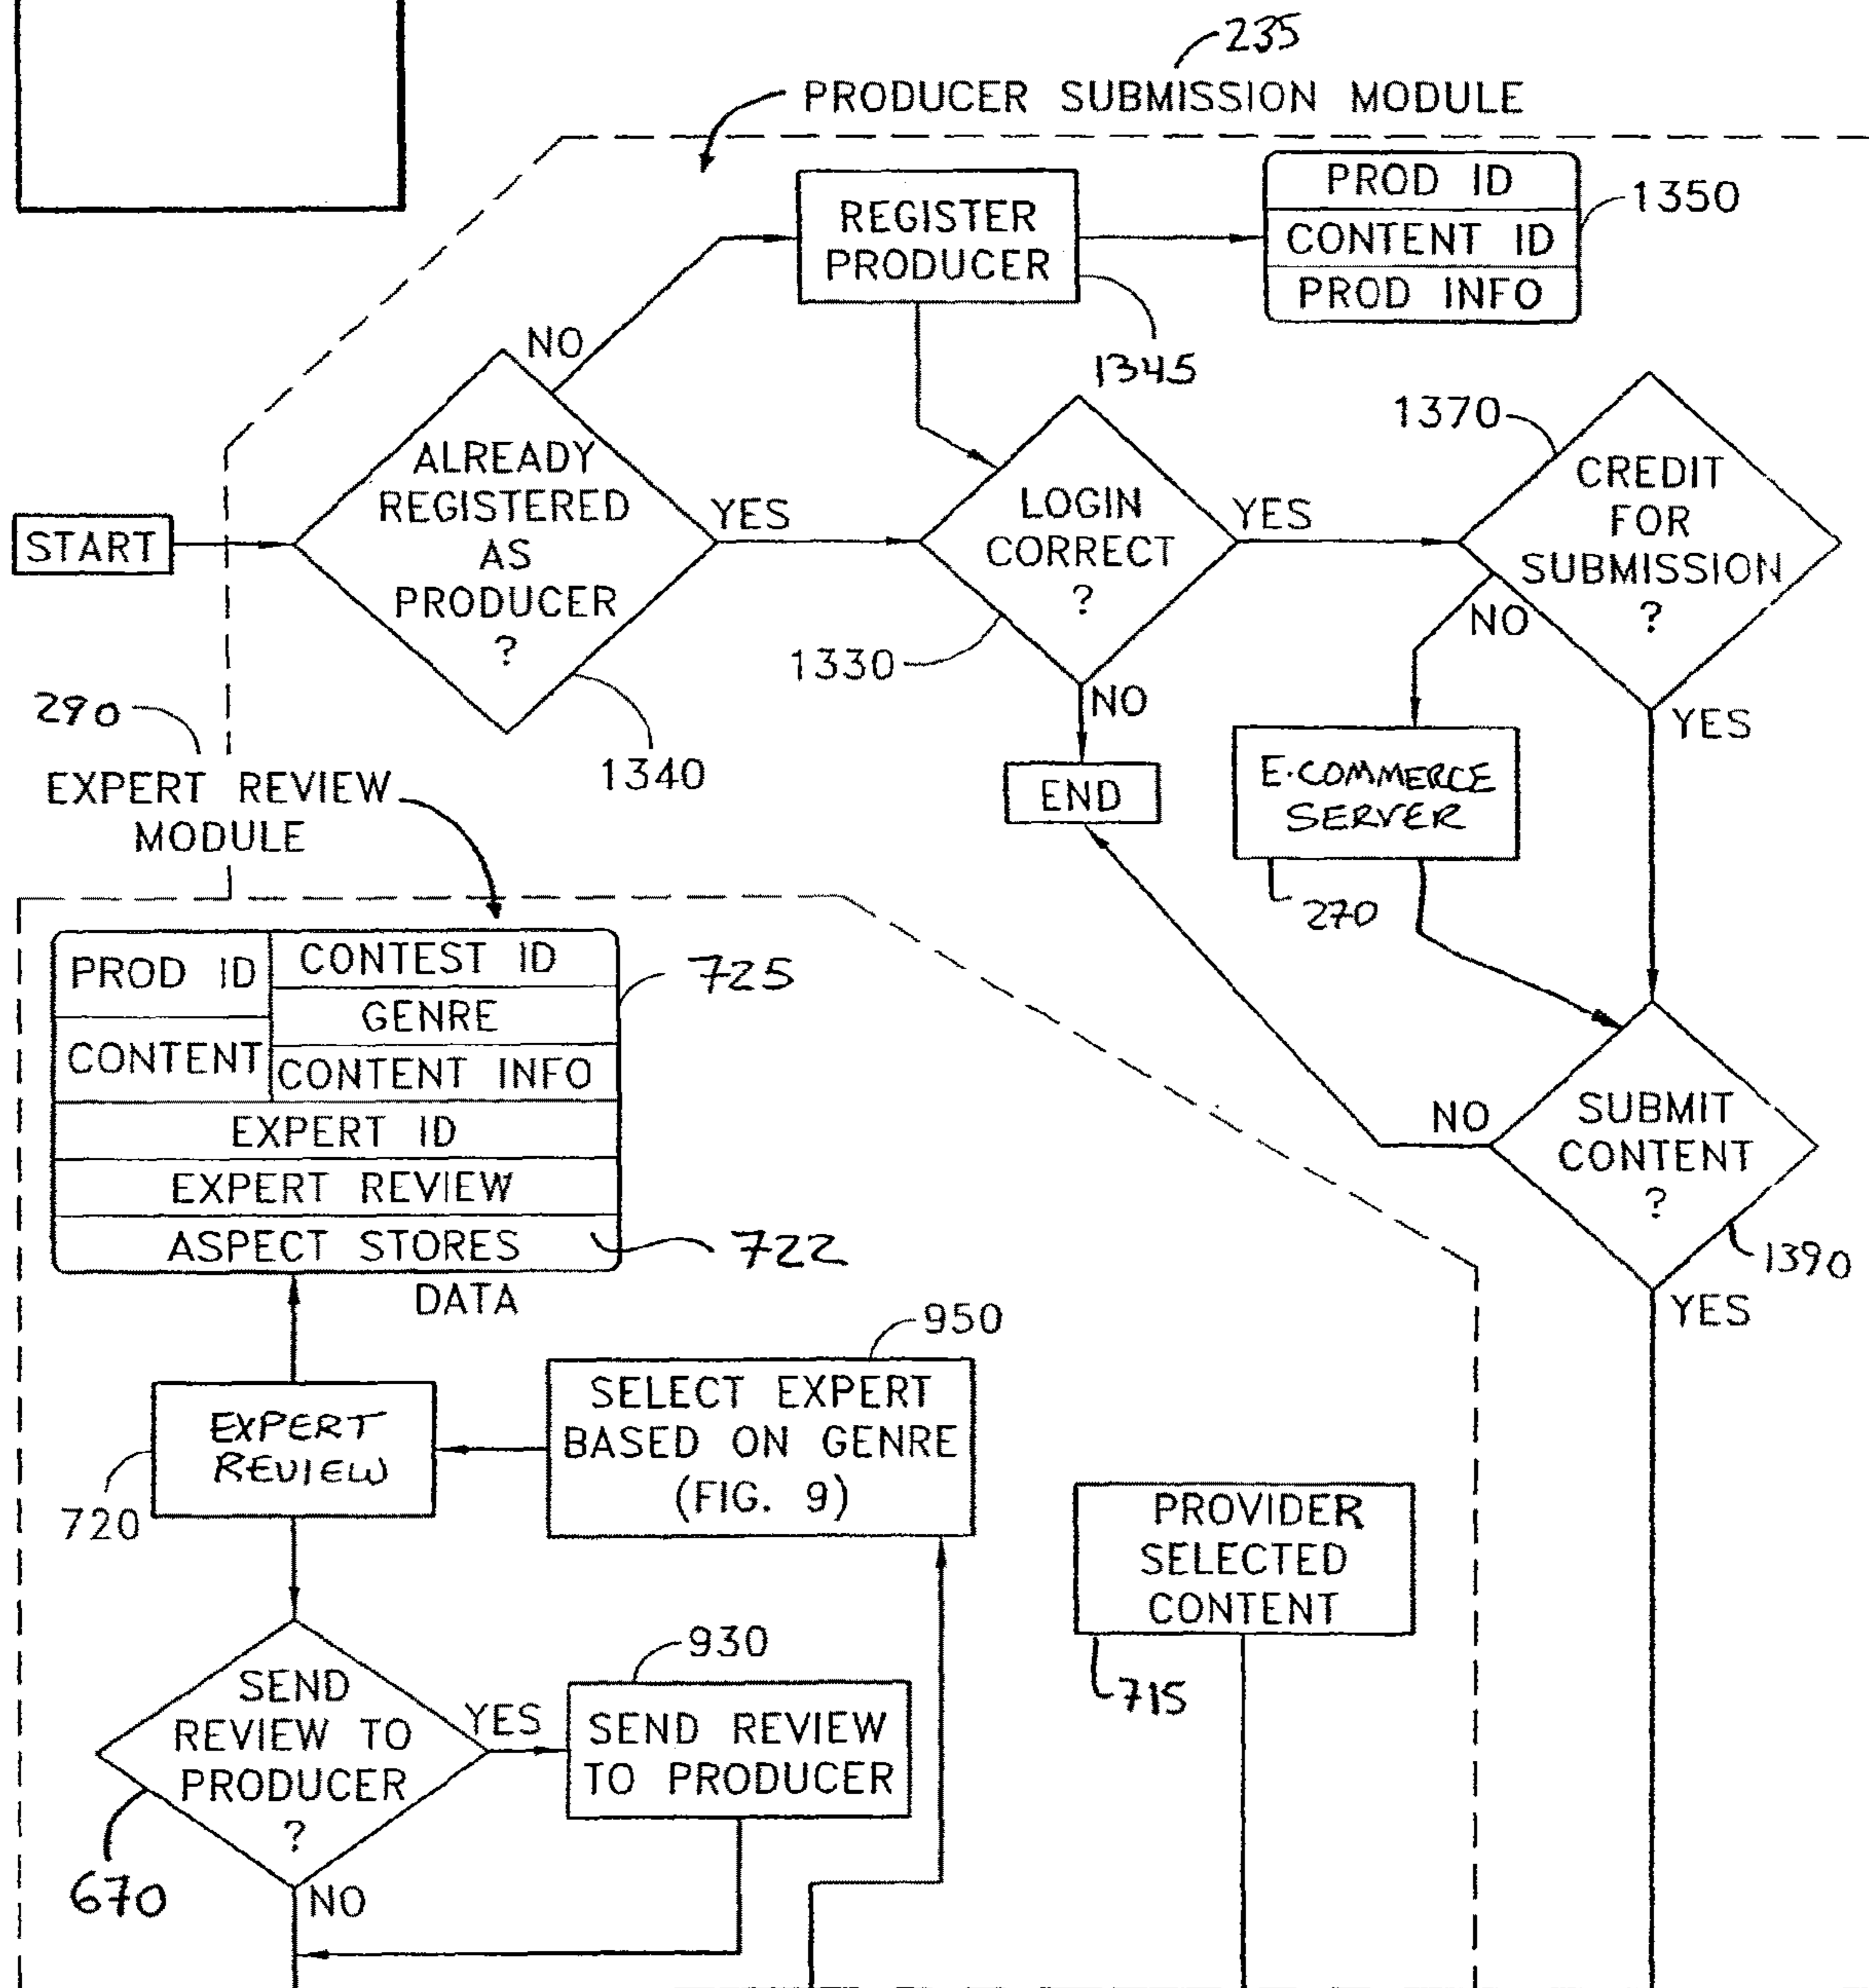 235
PRODUCER SUBMISSION MODULE
REGISTER
PRODUCER
1345
PROD ID
CONTENT ID
PROD INFO
1350
NO
ALREADY
REGISTERED
AS
PRODUCER
?
1340
YES
START
LOGIN
CORRECT
?
1330
YES
NO
END
1370
CREDIT
FOR
SUBMISSION
?
NO
YES
E-COMMERCE
SERVER
270
290
EXPERT REVIEW
MODULE
PROD ID
CONTENT
CONTEST ID
GENRE
CONTENT INFO
EXPERT ID
EXPERT REVIEW
ASPECT STORES
725
722
DATA
NO
SUBMIT
CONTENT
?
1390
YES
950
SELECT EXPERT
BASED ON GENRE
(FIG. 9)
EXPERT
REVIEW
720
PROVIDER
SELECTED
CONTENT
715
930
SEND
REVIEW TO
PRODUCER
?
670
YES
SEND REVIEW
TO PRODUCER
NO